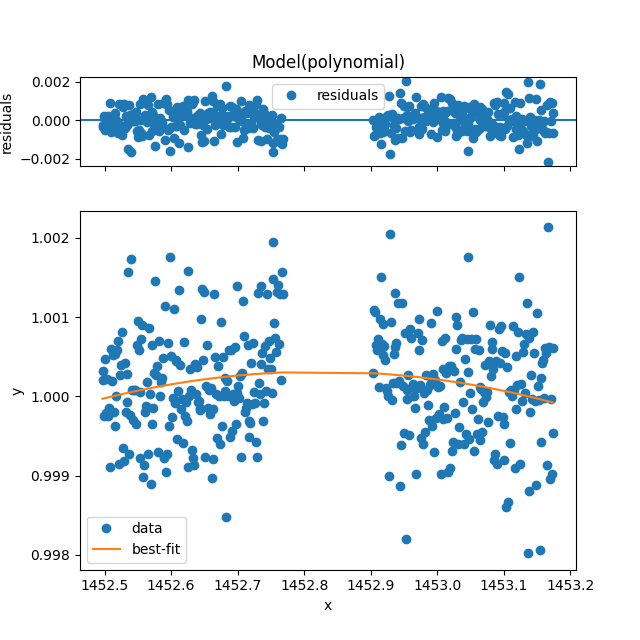 Model(polynomial)
residuals
0.002
0.000
−0.002
residuals
y
1.002
1.001
1.000
0.999
0.998
data
best-fit
1452.5 1452.6 1452.7 1452.8 1452.9 1453.0 1453.1 1453.2
x